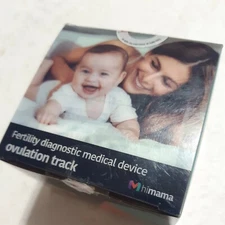 Fertility diagnostic medical device
ovulation track
himama